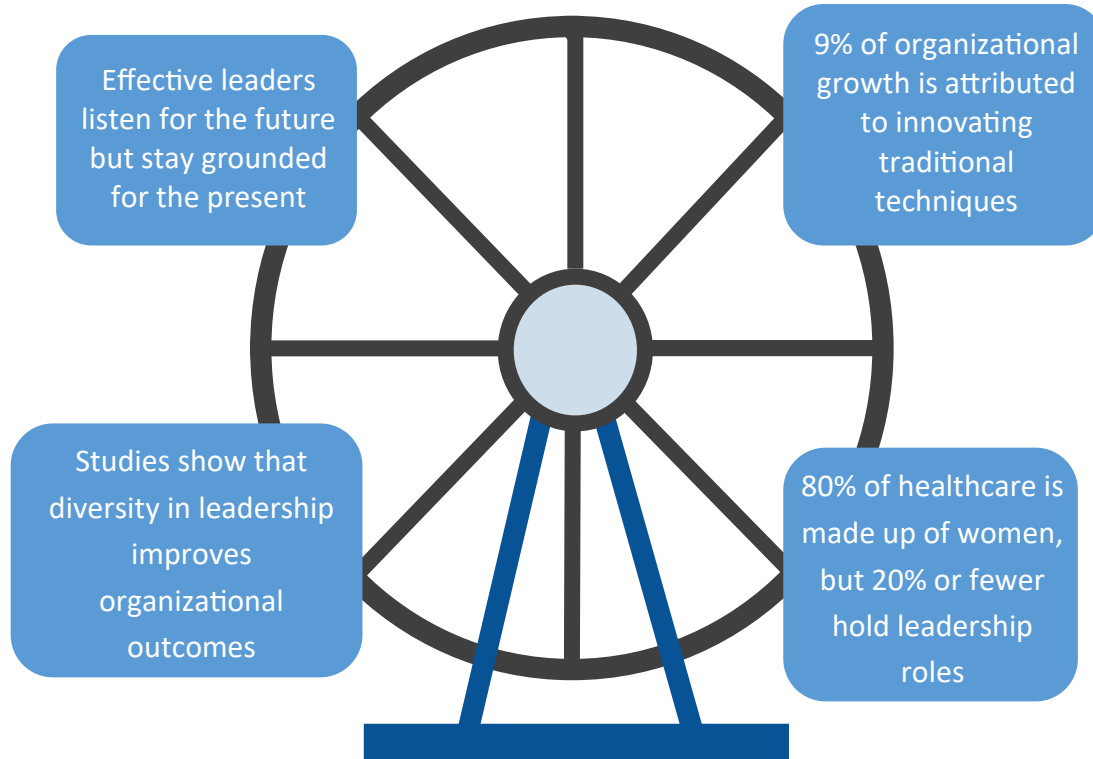 Effective leaders
listen for the future
but stay grounded
for the present
9% of organizational
growth is attributed
to innovating
traditional
techniques
Studies show that
diversity in leadership
improves
organizational
outcomes
80% of healthcare is
made up of women,
but 20% or fewer
hold leadership
roles